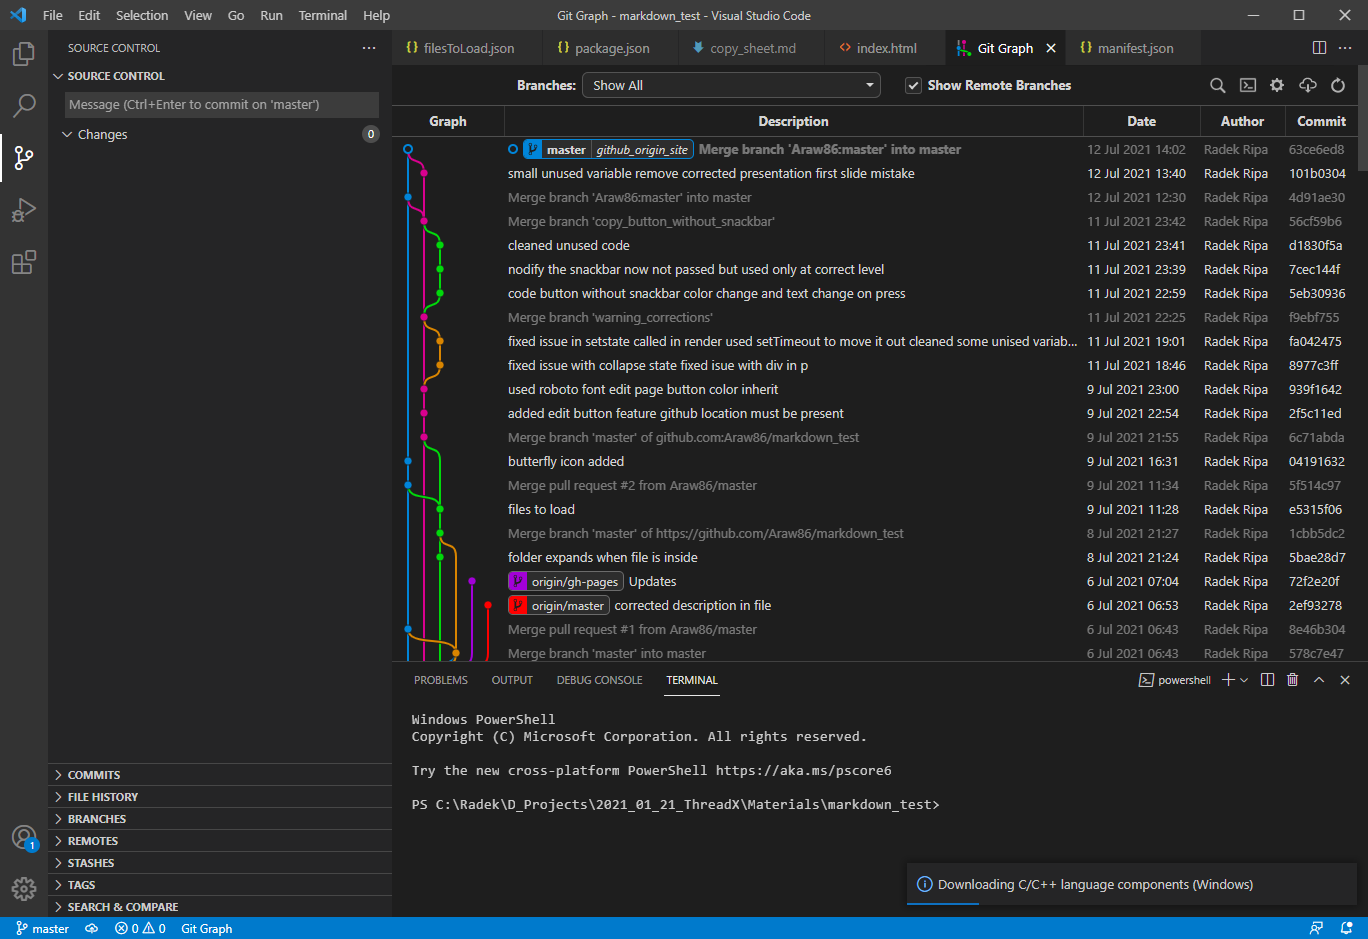 File Edit Selection View Go Run Terminal Help
Git Graph - markdown_test - Visual Studio Code
SOURCE CONTROL
SOURCE CONTROL
Message (Ctrl+Enter to commit on 'master')
Changes 0
COMMITS
FILE HISTORY
BRANCHES
REMOTES
STASHES
TAGS
SEARCH & COMPARE
filesToLoad.json package.json copy_sheet.md index.html Git Graph manifest.json
Branches: Show All Show Remote Branches
Graph Description Date Author Commit
master github_origin_site Merge branch 'Araw86:master' into master 12 Jul 2021 14:02 Radek Ripa 63ce6ed8
small unused variable remove corrected presentation first slide mistake 12 Jul 2021 13:40 Radek Ripa 101b0304
Merge branch 'Araw86:master' into master 12 Jul 2021 12:30 Radek Ripa 4d91ae30
Merge branch 'copy_button_without_snackbar' 11 Jul 2021 23:42 Radek Ripa 56cf59b6
cleaned unused code 11 Jul 2021 23:41 Radek Ripa d1830f5a
nodify the snackbar now not passed but used only at correct level 11 Jul 2021 23:39 Radek Ripa 7cec144f
code button without snackbar color change and text change on press 11 Jul 2021 22:59 Radek Ripa 5eb30936
Merge branch 'warning_corrections' 11 Jul 2021 22:25 Radek Ripa f9ebf755
fixed issue in setstate called in render used setTimeout to move it out cleaned some unised variab... 11 Jul 2021 19:01 Radek Ripa fa042475
fixed issue with collapse state fixed isue with div in p 11 Jul 2021 18:46 Radek Ripa 8977c3ff
used roboto font edit page button color inherit 9 Jul 2021 23:00 Radek Ripa 939f1642
added edit button feature github location must be present 9 Jul 2021 22:54 Radek Ripa 2f5c11ed
Merge branch 'master' of github.com:Araw86/markdown_test 9 Jul 2021 21:55 Radek Ripa 6c71abda
butterfly icon added 9 Jul 2021 16:31 Radek Ripa 04191632
Merge pull request #2 from Araw86/master 9 Jul 2021 11:34 Radek Ripa 5f514c97
files to load 9 Jul 2021 11:28 Radek Ripa e5315f06
Merge branch 'master' of https://github.com/Araw86/markdown_test 8 Jul 2021 21:27 Radek Ripa 1cbb5dc2
folder expands when file is inside 8 Jul 2021 21:24 Radek Ripa 5bae28d7
origin/gh-pages Updates 6 Jul 2021 07:04 Radek Ripa 72f2e20f
origin/master corrected description in file 6 Jul 2021 06:53 Radek Ripa 2ef93278
Merge pull request #1 from Araw86/master 6 Jul 2021 06:43 Radek Ripa 8e46b304
Merge branch 'master' into master 6 Jul 2021 06:43 Radek Ripa 578c7e47
PROBLEMS OUTPUT DEBUG CONSOLE TERMINAL powershell
Windows PowerShell
Copyright (C) Microsoft Corporation. All rights reserved.
Try the new cross-platform PowerShell https://aka.ms/pscore6
PS C:\Radek\D_Projects\2021_01_21_ThreadX\Materials\markdown_test>
Downloading C/C++ language components (Windows)
1
master 0 0 Git Graph